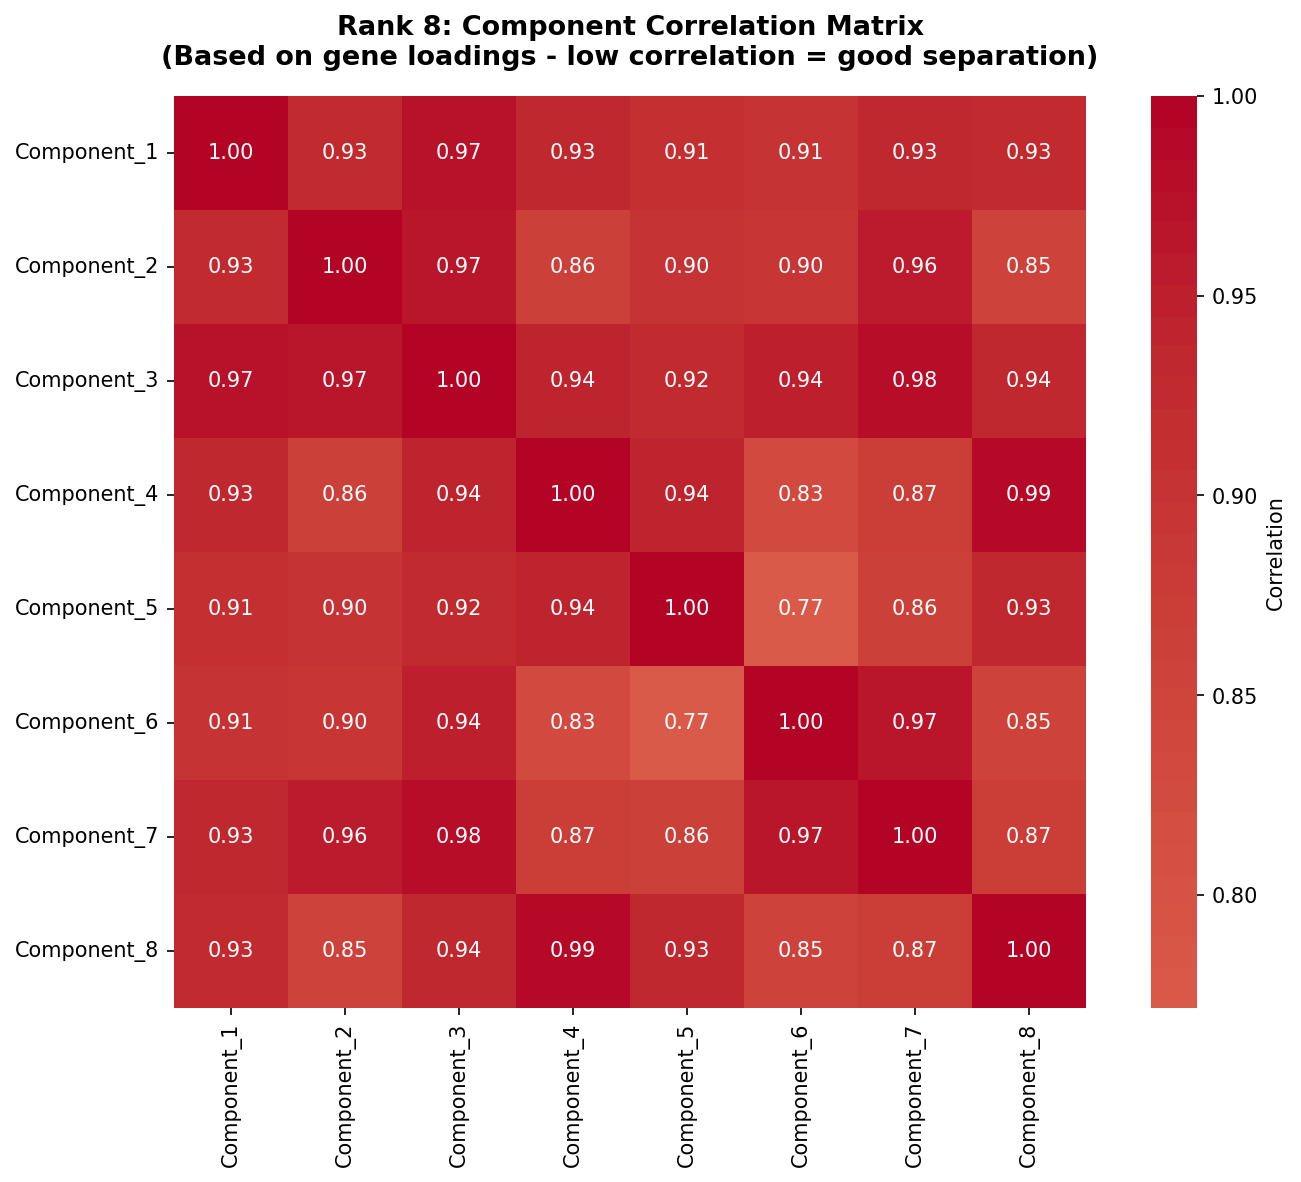 Rank 8: Component Correlation Matrix
(Based on gene loadings - low correlation = good separation)
Component_1 1.00 0.93 0.97 0.93 0.91 0.91 0.93 0.93
Component_2 0.93 1.00 0.97 0.86 0.90 0.90 0.96 0.85
Component_3 0.97 0.97 1.00 0.94 0.92 0.94 0.98 0.94
Component_4 0.93 0.86 0.94 1.00 0.94 0.83 0.87 0.99
Component_5 0.91 0.90 0.92 0.94 1.00 0.77 0.86 0.93
Component_6 0.91 0.90 0.94 0.83 0.77 1.00 0.97 0.85
Component_7 0.93 0.96 0.98 0.87 0.86 0.97 1.00 0.87
Component_8 0.93 0.85 0.94 0.99 0.93 0.85 0.87 1.00
Component_1 Component_2 Component_3 Component_4 Component_5 Component_6 Component_7 Component_8
1.00
0.95
0.90
0.85
0.80
Correlation